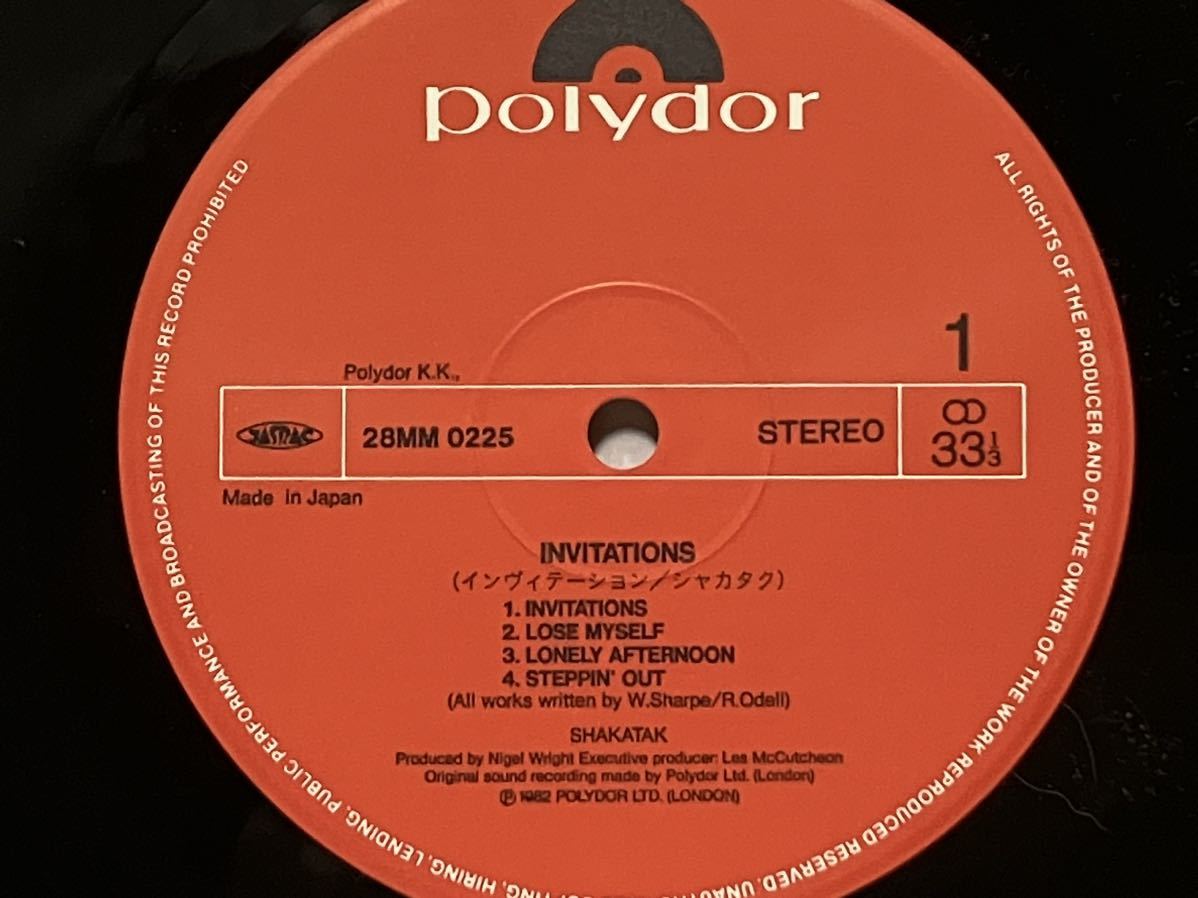 polydor
1
Polydor K.K.
JASRAC
28MM 0225
STEREO
33 1/3
Made in Japan
INVITATIONS
(インヴィテーション/シャカタク)
1. INVITATIONS
2. LOSE MYSELF
3. LONELY AFTERNOON
4. STEPPIN' OUT
(All works written by W.Sharpe/R.Odell)
SHAKATAK
Produced by Nigel Wright Executive producer: Les McCutcheon
Original sound recording made by Polydor Ltd. (London)
℗ 1982 POLYDOR LTD. (LONDON)
ALL RIGHTS OF THE PRODUCER AND OF THE OWNER OF THE WORK REPRODUCED RESERVED. HIRING, LENDING, PUBLIC PERFORMANCE AND BROADCASTING OF THIS RECORD PROHIBITED